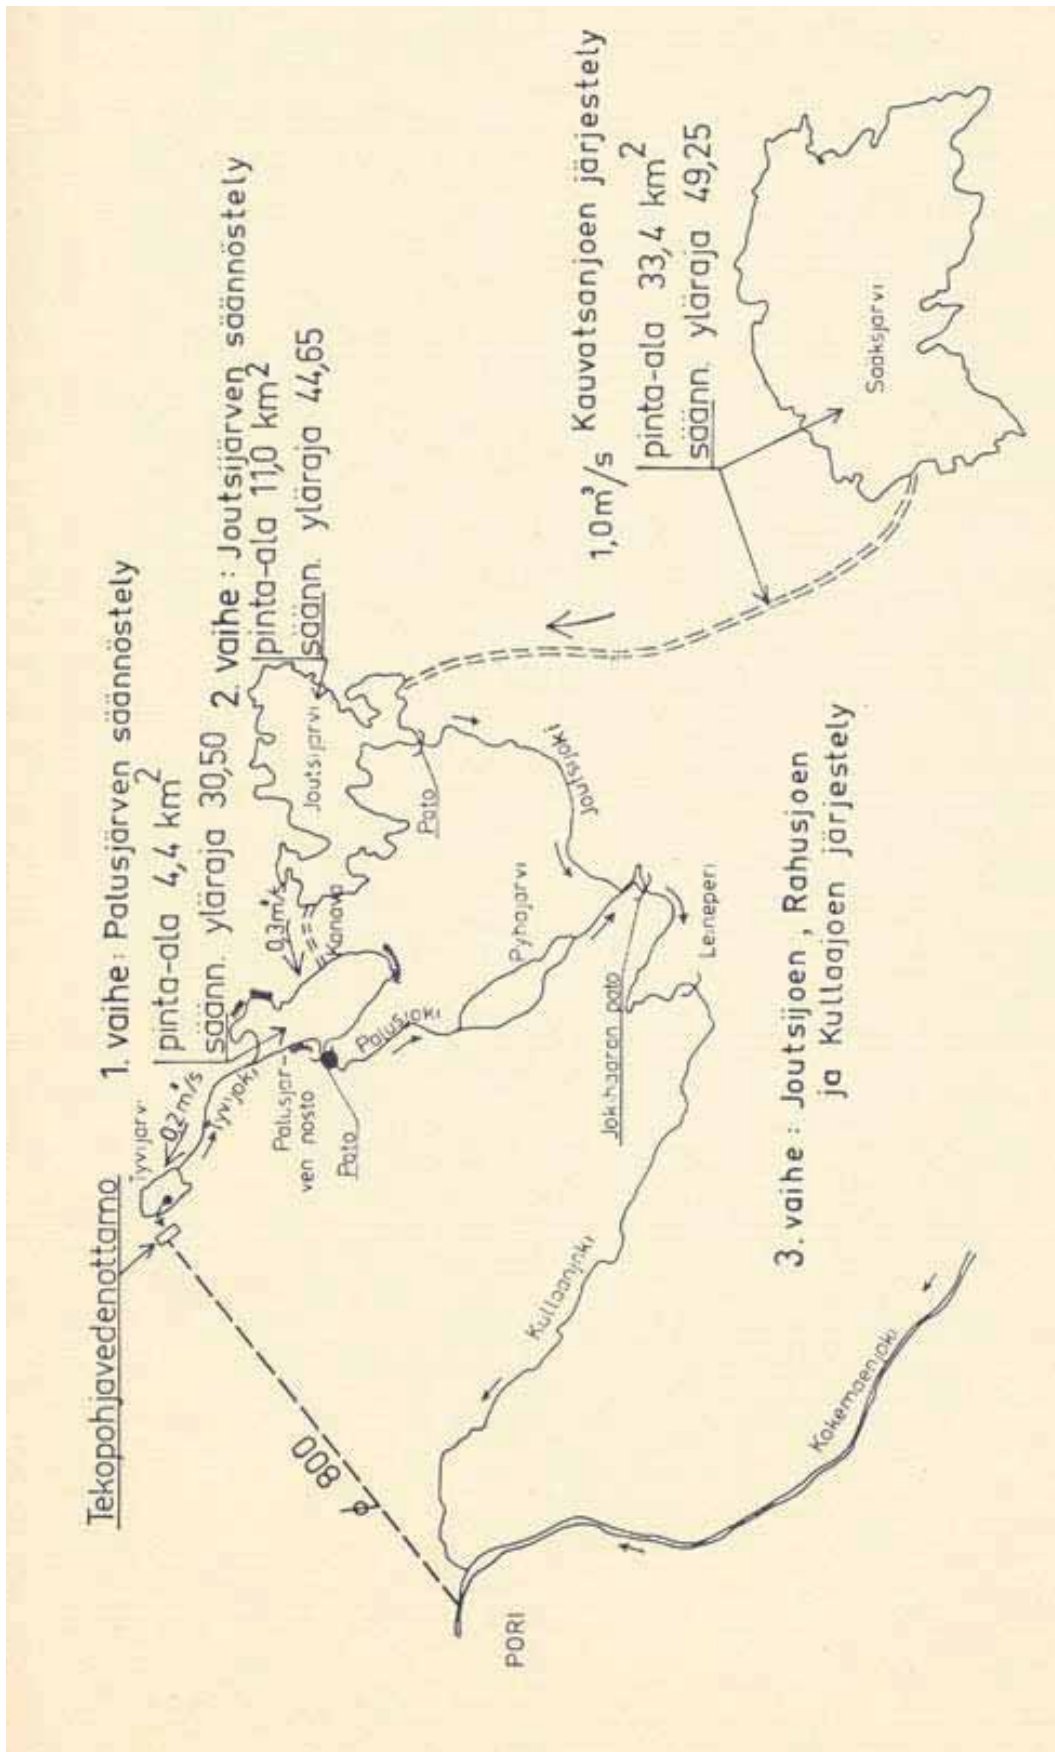 Tekopohjavedenottamo
1. vaihe : Palusjärven säännöstely
pinta-ala 4,4 km²
säänn. yläraja 30,50
2. vaihe : Joutsijärven säännöstely
pinta-ala 11,0 km²
säänn. yläraja 44,65
1,0 m³/s Kauvatsanjoen järjestely
pinta-ala 33,4 km²
säänn. yläraja 49,25
Tyvijärvi
0,2 m³/s
Tyvijoki
Palusjär-
ven nosto
Pato
Palusjoki
0,3 m³/s
Kanava
Joutsijärvi
Pato
Joutsijoki
Pyhäjärvi
Jokihaaran pato
Leineperi
Sääksjärvi
Ø 800
Kullaanjoki
Kokemäenjoki
PORI
3. vaihe : Joutsijoen , Rahusjoen
ja Kullaajoen järjestely